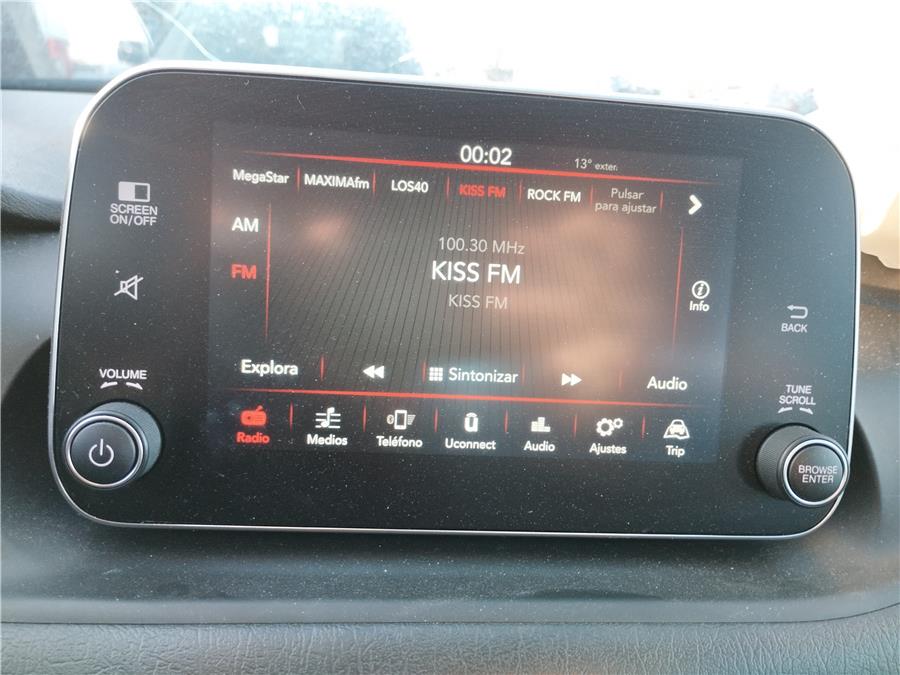 00:02
13° extern
MegaStar
MAXIMAfm
LOS40
KISS FM
ROCK FM
Pulsar
para ajustar
SCREEN
ON/OFF
AM
FM
100.30 MHz
KISS FM
KISS FM
Info
BACK
VOLUME
Explora
Sintonizar
Audio
TUNE
SCROLL
Radio
Medios
Teléfono
Uconnect
Audio
Ajustes
Trip
BROWSE
ENTER